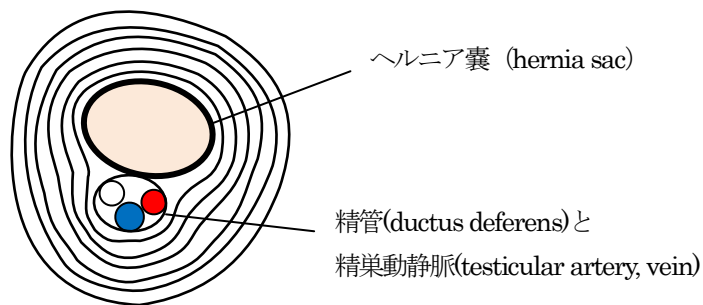 ヘルニア嚢（hernia sac）
精管(ductus deferens)と
精巣動静脈(testicular artery, vein)